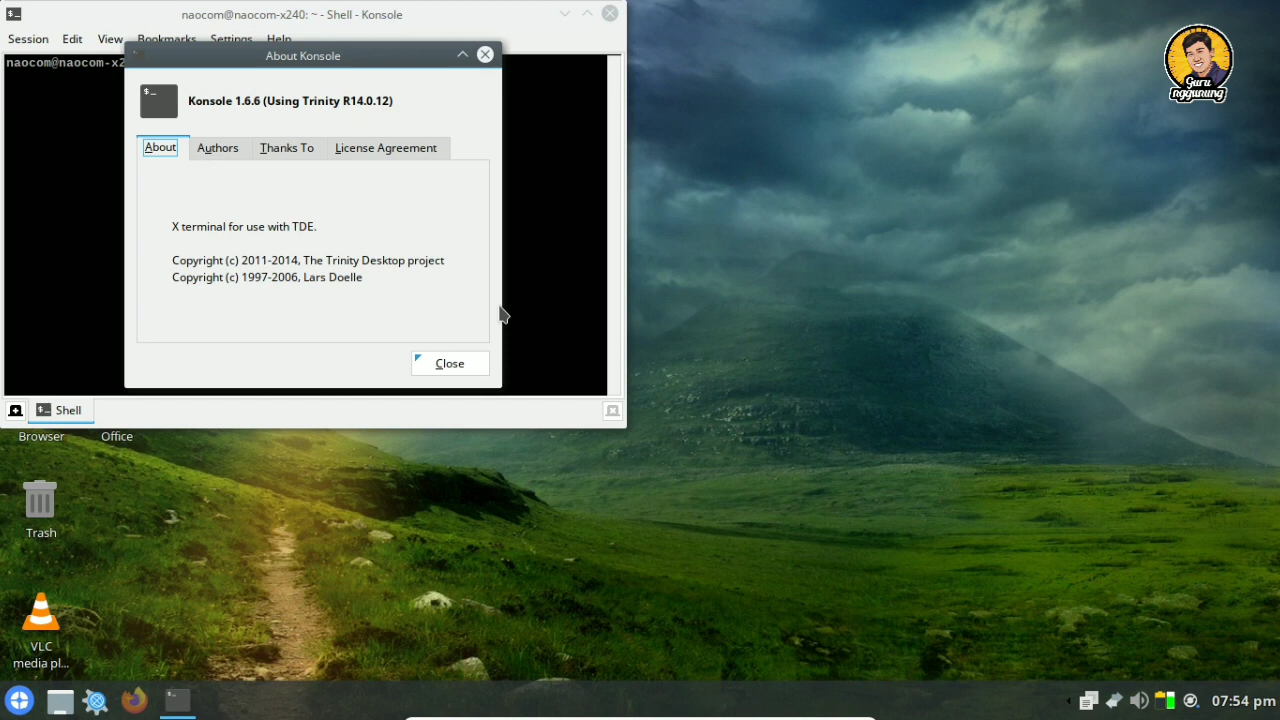 naocom@naocom-x240: ~ - Shell - Konsole
Session Edit View Bookmarks Settings Help
naocom@naocom-x2
About Konsole
Konsole 1.6.6 (Using Trinity R14.0.12)
About Authors Thanks To License Agreement
X terminal for use with TDE.
Copyright (c) 2011-2014, The Trinity Desktop project
Copyright (c) 1997-2006, Lars Doelle
Close
Shell
Guru
nggunung
Browser
Office
Trash
VLC
media pl...
07:54 pm